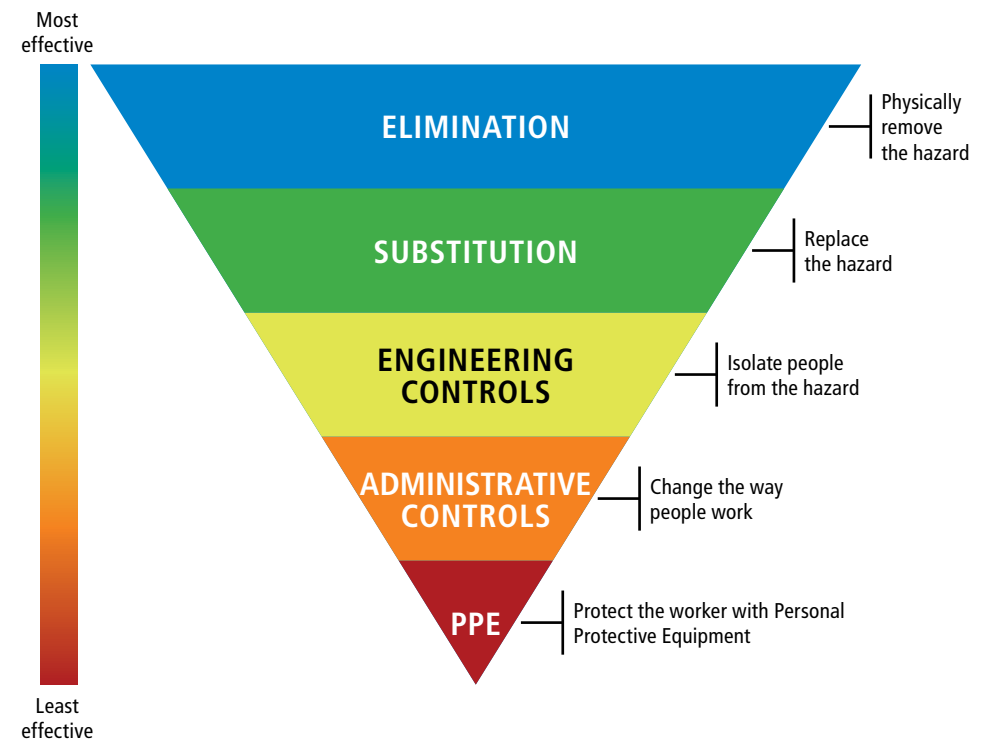 Most
effective
ELIMINATION
Physically
remove
the hazard
SUBSTITUTION
Replace
the hazard
ENGINEERING
CONTROLS
Isolate people
from the hazard
ADMINISTRATIVE
CONTROLS
Change the way
people work
PPE
Protect the worker with Personal
Protective Equipment
Least
effective